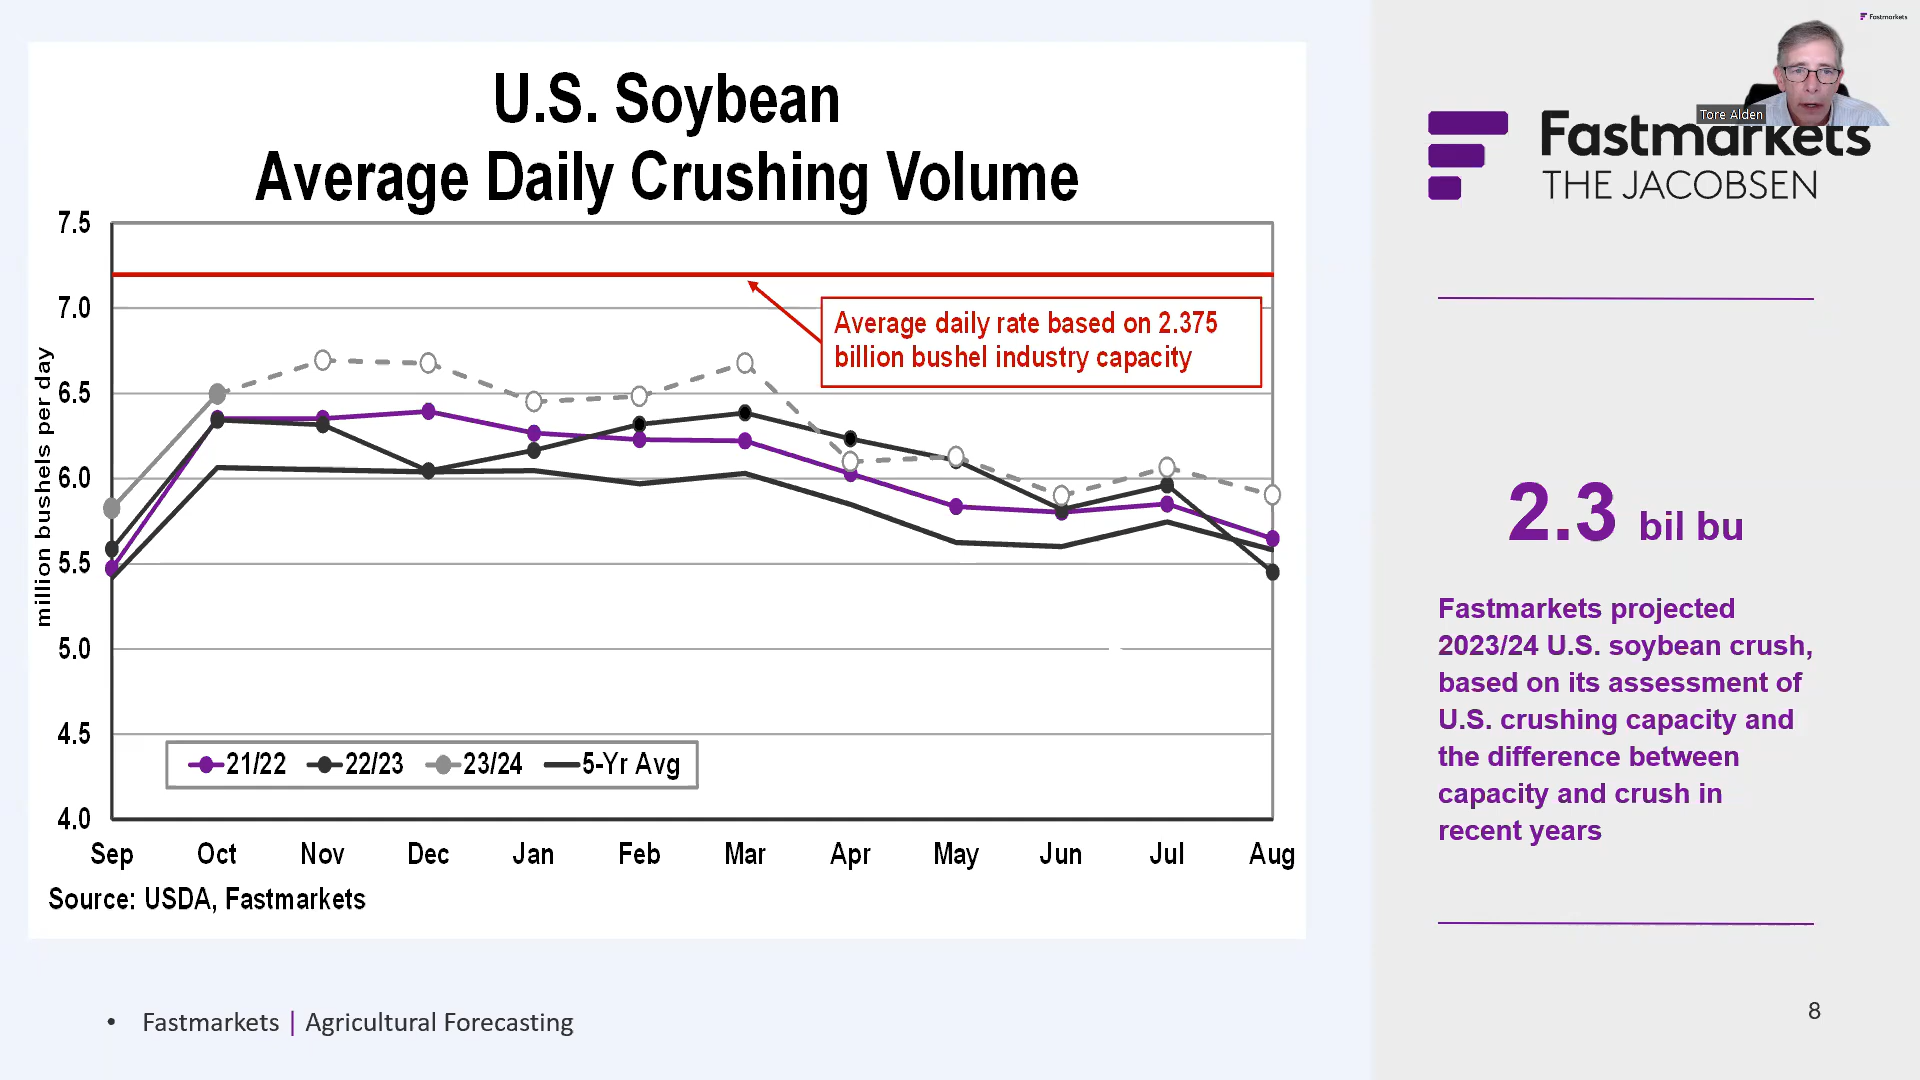 U.S. Soybean
Average Daily Crushing Volume
7.5
7.0
6.5
6.0
5.5
5.0
4.5
4.0
million bushels per day
Average daily rate based on 2.375
billion bushel industry capacity
21/22 22/23 23/24 5-Yr Avg
Sep Oct Nov Dec Jan Feb Mar Apr May Jun Jul Aug
Source: USDA, Fastmarkets
• Fastmarkets | Agricultural Forecasting
Fastmarkets
Tore Alden
Fastmarkets
THE JACOBSEN
2.3 bil bu
Fastmarkets projected
2023/24 U.S. soybean crush,
based on its assessment of
U.S. crushing capacity and
the difference between
capacity and crush in
recent years
8